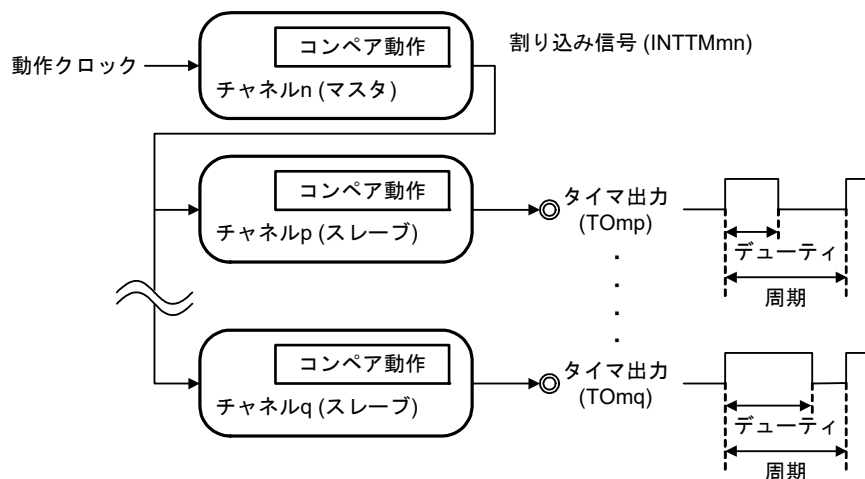 コンペア動作
割り込み信号 (INTTMmn)
動作クロック
チャネルn (マスタ)
コンペア動作
チャネルp (スレーブ)
タイマ出力
(TOmp)
デューティ
周期
コンペア動作
チャネルq (スレーブ)
タイマ出力
(TOmq)
デューティ
周期